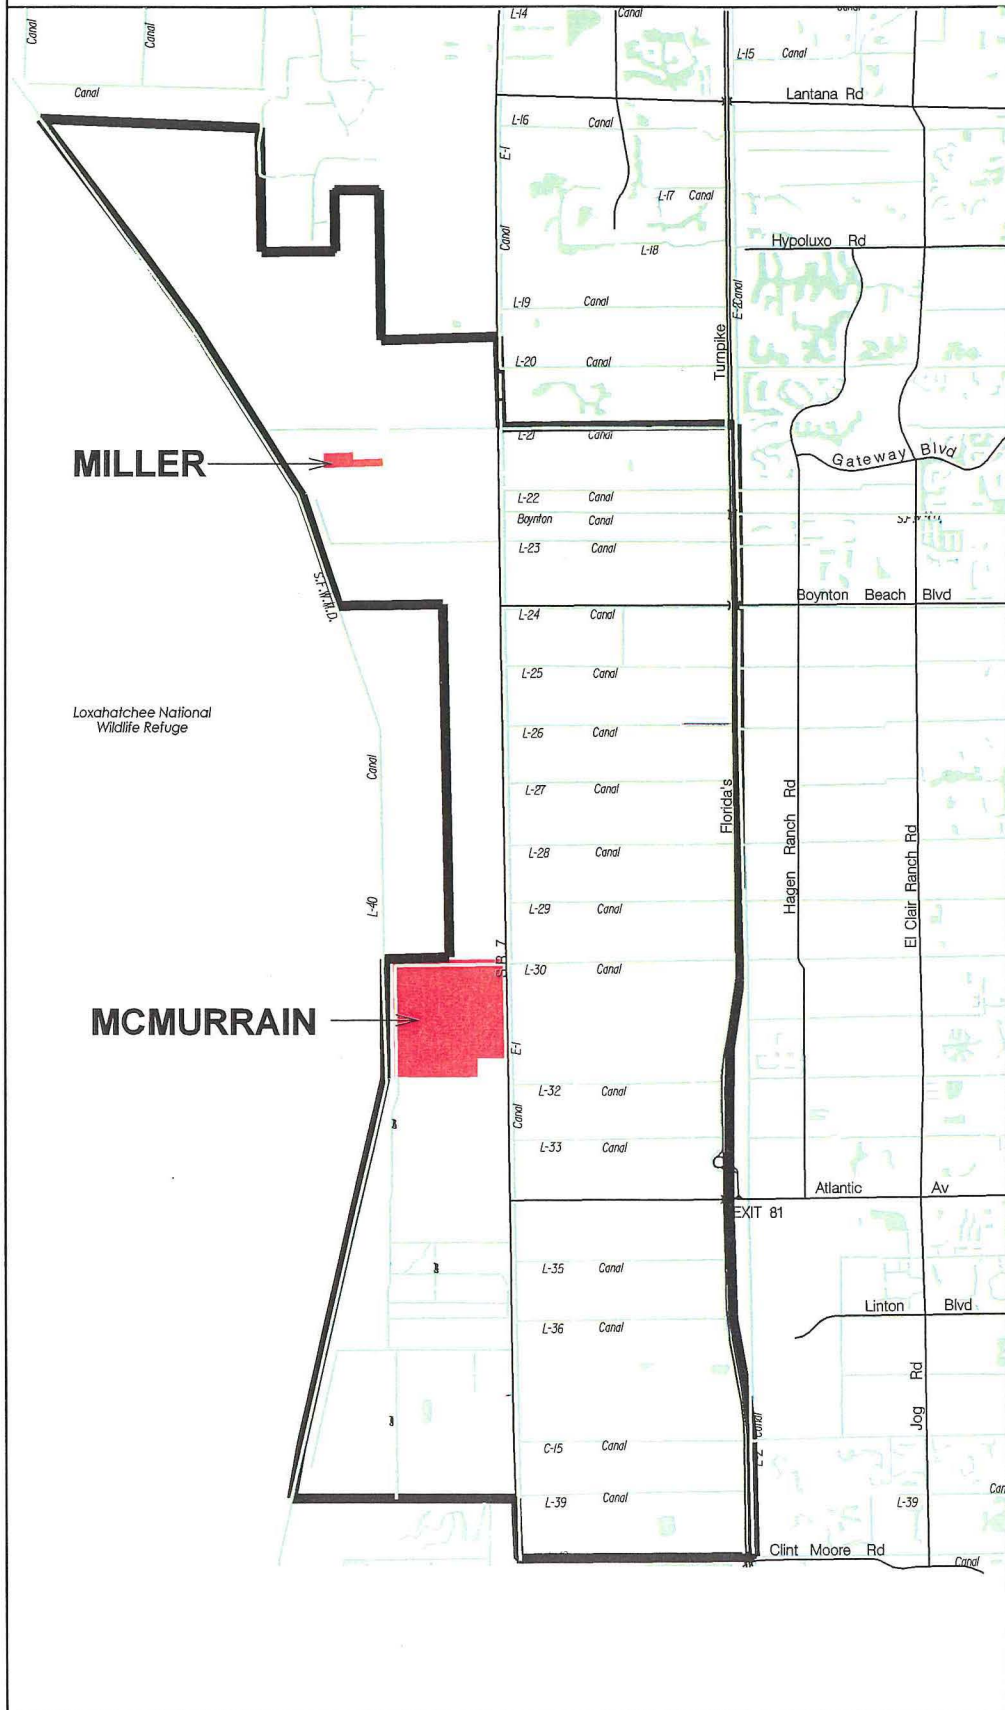 L-14
Canal
Canal
Canal
L-15 Canal
Canal
Lantana Rd
L-16 Canal
E-1
L-17 Canal
Canal
Hypoluxo Rd
L-18
L-19 Canal
E-2 Canal
Turnpike
L-20 Canal
L-21 Canal
Gateway Blvd
MILLER
L-22 Canal
Boynton Canal
L-23 Canal
S.F.W.M.D.
Boynton Beach Blvd
L-24 Canal
L-25 Canal
Loxahatchee National
Wildlife Refuge
L-26 Canal
Canal
L-27 Canal
Florida's
Hagen Ranch Rd
El Clair Ranch Rd
L-28 Canal
L-40
L-29 Canal
S.R. 7
L-30 Canal
MCMURRAIN
E-1
L-32 Canal
Canal
L-33 Canal
Atlantic Av
EXIT 81
L-35 Canal
Linton Blvd
L-36 Canal
Jog Rd
C-15 Canal
Canal
L-39 Canal
L-39
Can
Clint Moore Rd
Canal